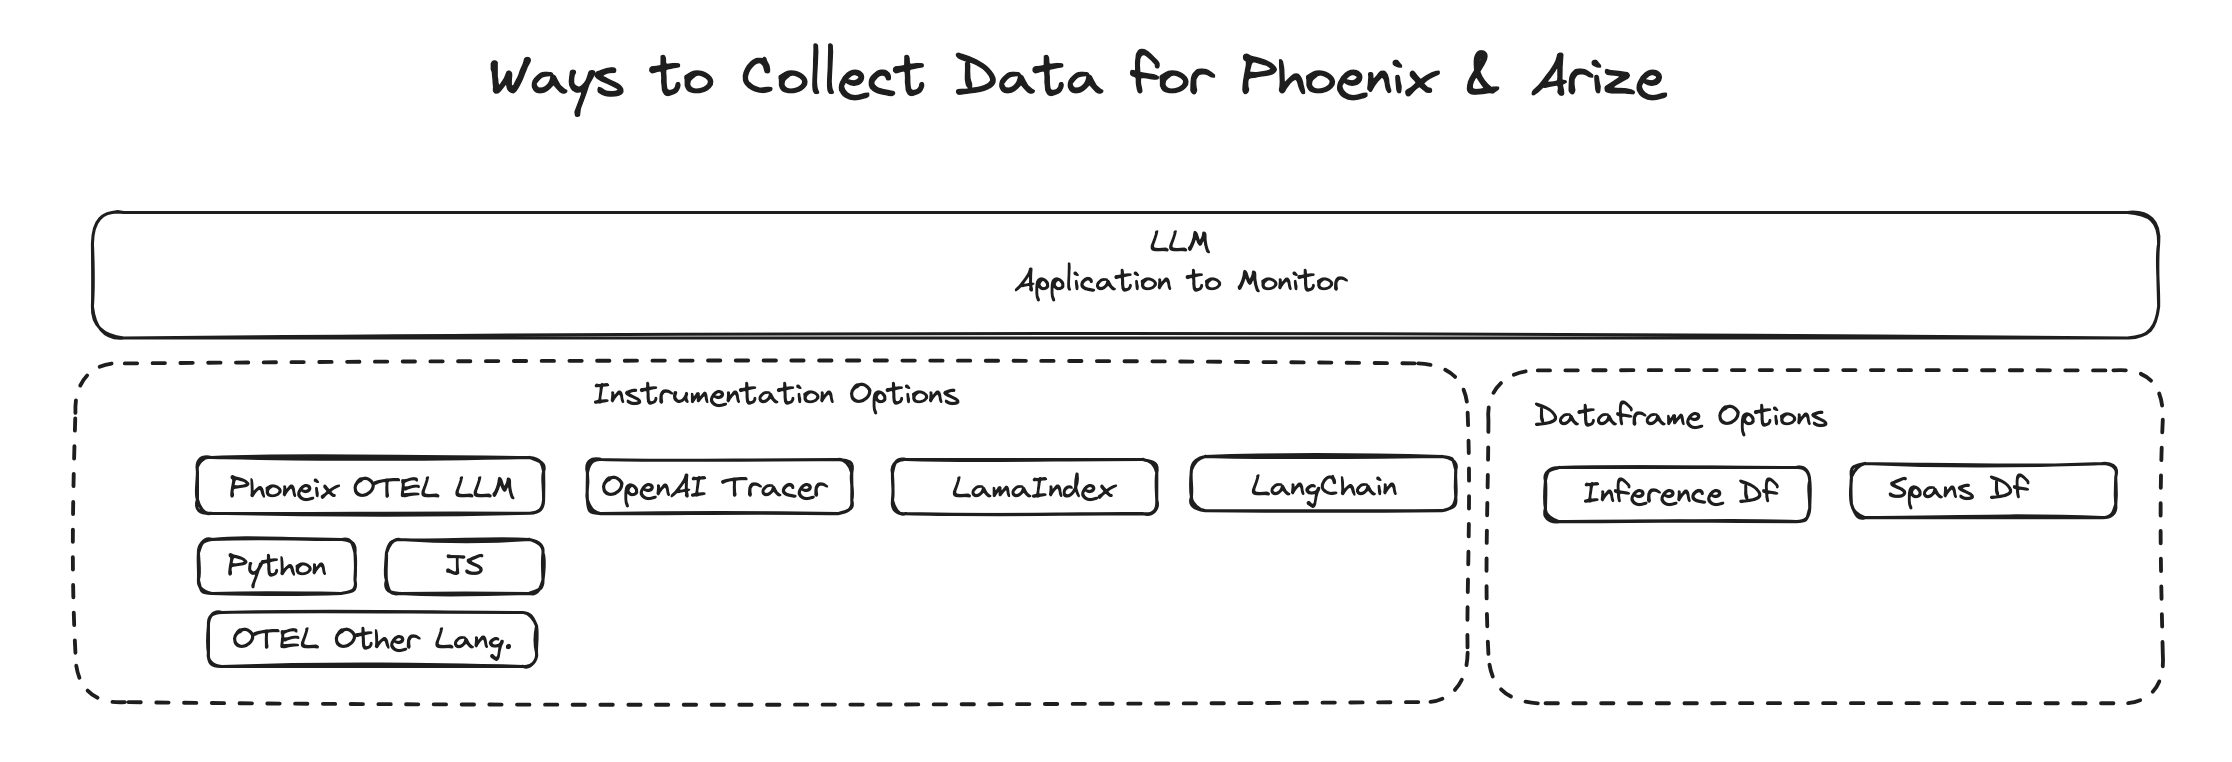 Ways to Collect Data for Phoenix & Arize
LLM
Application to Monitor
Instrumentation Options
Phoneix OTEL LLM
OpenAI Tracer
LamaIndex
LangChain
Python
JS
OTEL Other Lang.
Dataframe Options
Inference Df
Spans Df